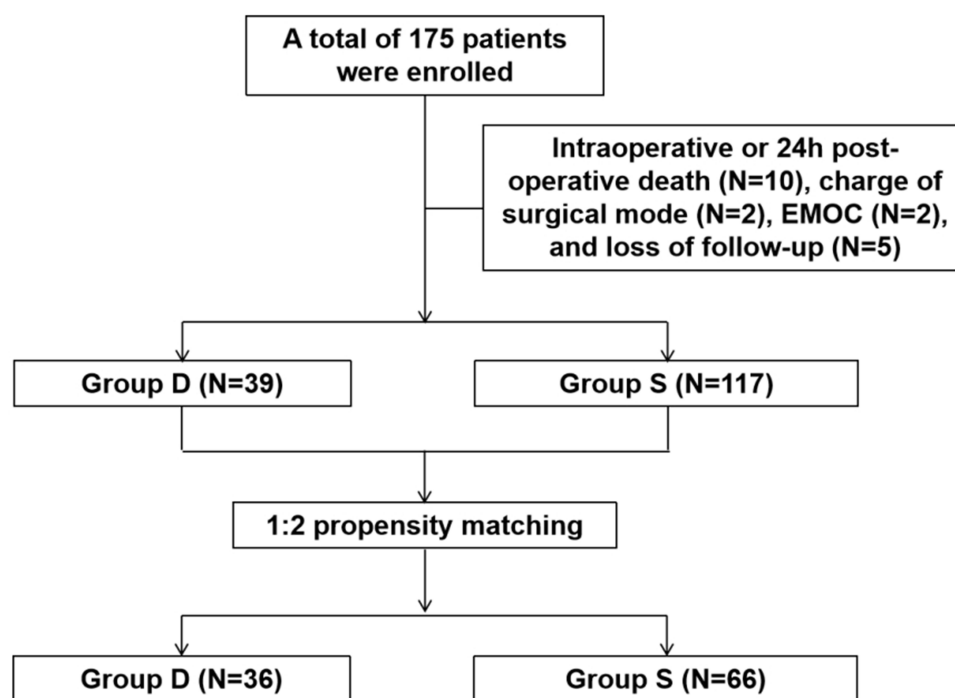 A total of 175 patients
were enrolled
Intraoperative or 24h post-
operative death (N=10), charge of
surgical mode (N=2), EMOC (N=2),
and loss of follow-up (N=5)
Group D (N=39)
Group S (N=117)
1:2 propensity matching
Group D (N=36)
Group S (N=66)